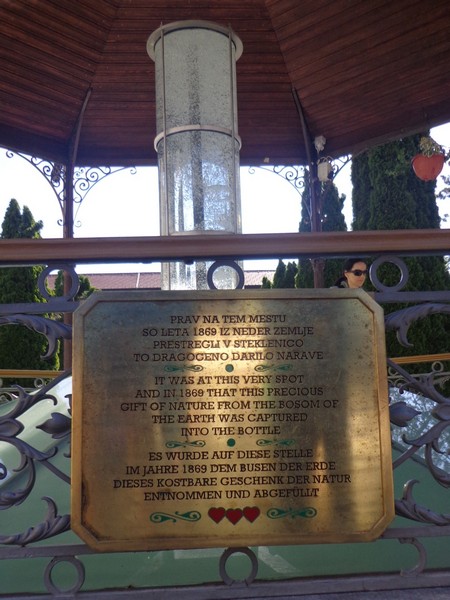 PRAV NA TEM MESTU
SO LETA 1869 IZ NEDER ZEMLJE
PRESTREGLI V STEKLENICO
TO DRAGOCENO DARILO NARAVE
IT WAS AT THIS VERY SPOT
AND IN 1869 THAT THIS PRECIOUS
GIFT OF NATURE FROM THE BOSOM OF
THE EARTH WAS CAPTURED
INTO THE BOTTLE
ES WURDE AUF DIESE STELLE
IM JAHRE 1869 DEM BUSEN DER ERDE
DIESES KOSTBARE GESCHENK DER NATUR
ENTNOMMEN UND ABGEFÜLLT